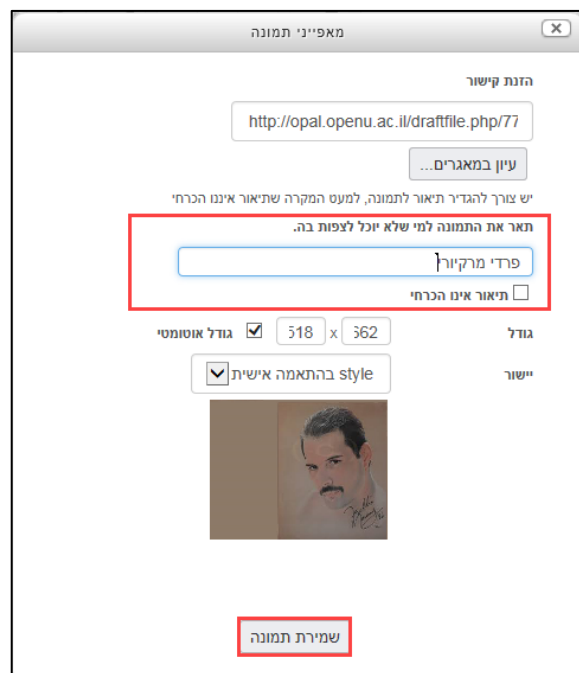 מאפייני תמונה
הזנת קישור
http://opal.openu.ac.il/draftfile.php/77
עיון במאגרים...
יש צורך להגדיר תיאור לתמונה, למעט המקרה שתיאור איננו הכרחי
תאר את התמונה למי שלא יוכל לצפות בה.
פרדי מרקיורי
תיאור אינו הכרחי
גודל 562 x 518 גודל אוטומטי
יישור style בהתאמה אישית
שמירת תמונה